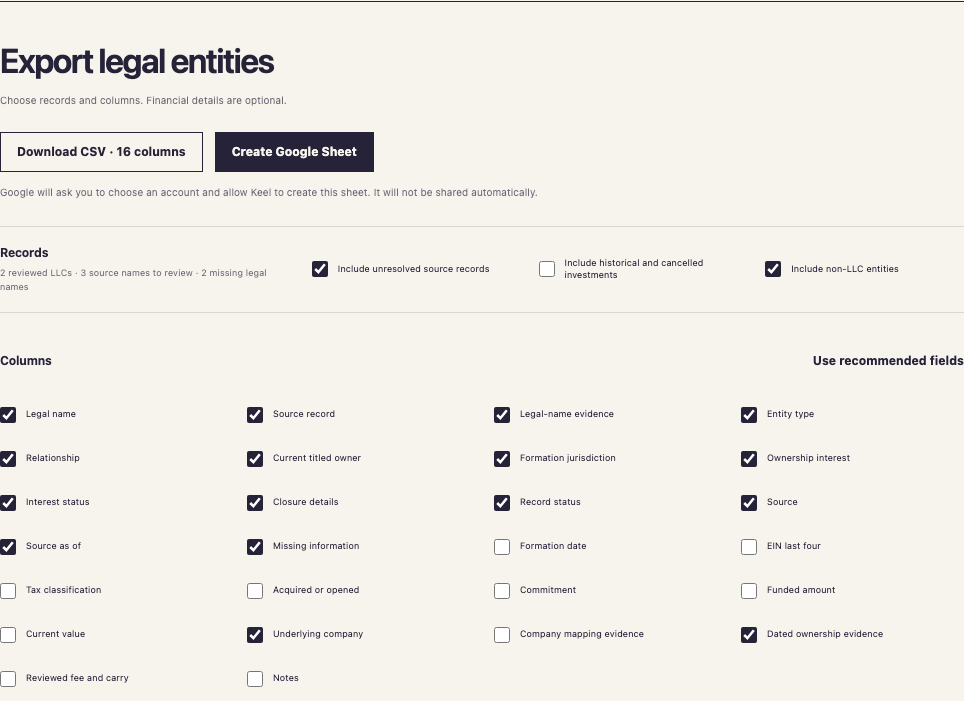 Export legal entities
Choose records and columns. Financial details are optional.
Download CSV · 16 columns
Create Google Sheet
Google will ask you to choose an account and allow Keel to create this sheet. It will not be shared automatically.
Records
2 reviewed LLCs · 3 source names to review · 2 missing legal
names
Include unresolved source records
Include historical and cancelled
investments
Include non-LLC entities
Columns
Use recommended fields
Legal name
Source record
Legal-name evidence
Entity type
Relationship
Current titled owner
Formation jurisdiction
Ownership interest
Interest status
Closure details
Record status
Source
Source as of
Missing information
Formation date
EIN last four
Tax classification
Acquired or opened
Commitment
Funded amount
Current value
Underlying company
Company mapping evidence
Dated ownership evidence
Reviewed fee and carry
Notes